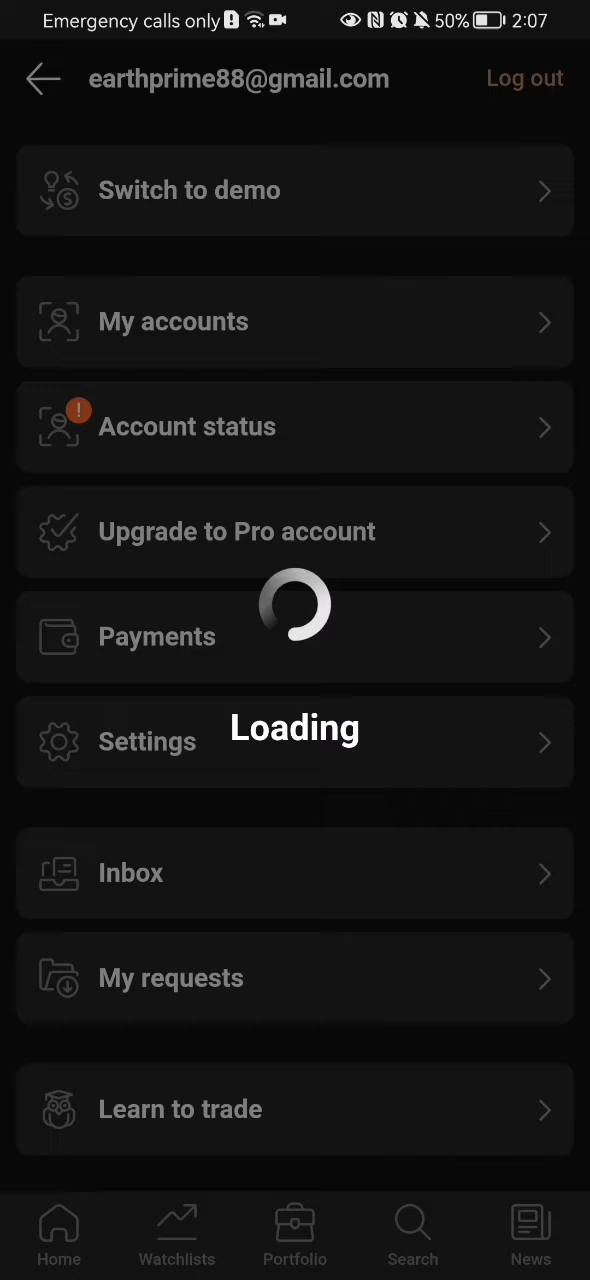 Emergency calls only 50% 2:07
earthprime88@gmail.com Log out
Switch to demo
My accounts
! Account status
Upgrade to Pro account
Payments
Loading
Settings
Inbox
My requests
Learn to trade
Home Watchlists Portfolio Search News